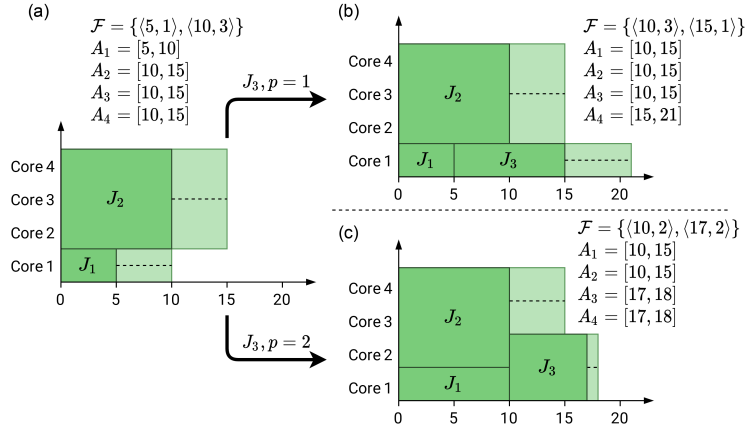 (a)
ℱ = {⟨5, 1⟩, ⟨10, 3⟩}
A₁ = [5, 10]
A₂ = [10, 15]
A₃ = [10, 15]
A₄ = [10, 15]
Core 4
Core 3
Core 2
Core 1
J₂
J₁
0 5 10 15 20
J₃, p = 1
J₃, p = 2
(b)
ℱ = {⟨10, 3⟩, ⟨15, 1⟩}
A₁ = [10, 15]
A₂ = [10, 15]
A₃ = [10, 15]
A₄ = [15, 21]
Core 4
Core 3
Core 2
Core 1
J₂
J₁ J₃
0 5 10 15 20
(c)
ℱ = {⟨10, 2⟩, ⟨17, 2⟩}
A₁ = [10, 15]
A₂ = [10, 15]
A₃ = [17, 18]
A₄ = [17, 18]
Core 4
Core 3
Core 2
Core 1
J₂
J₃
J₁
0 5 10 15 20